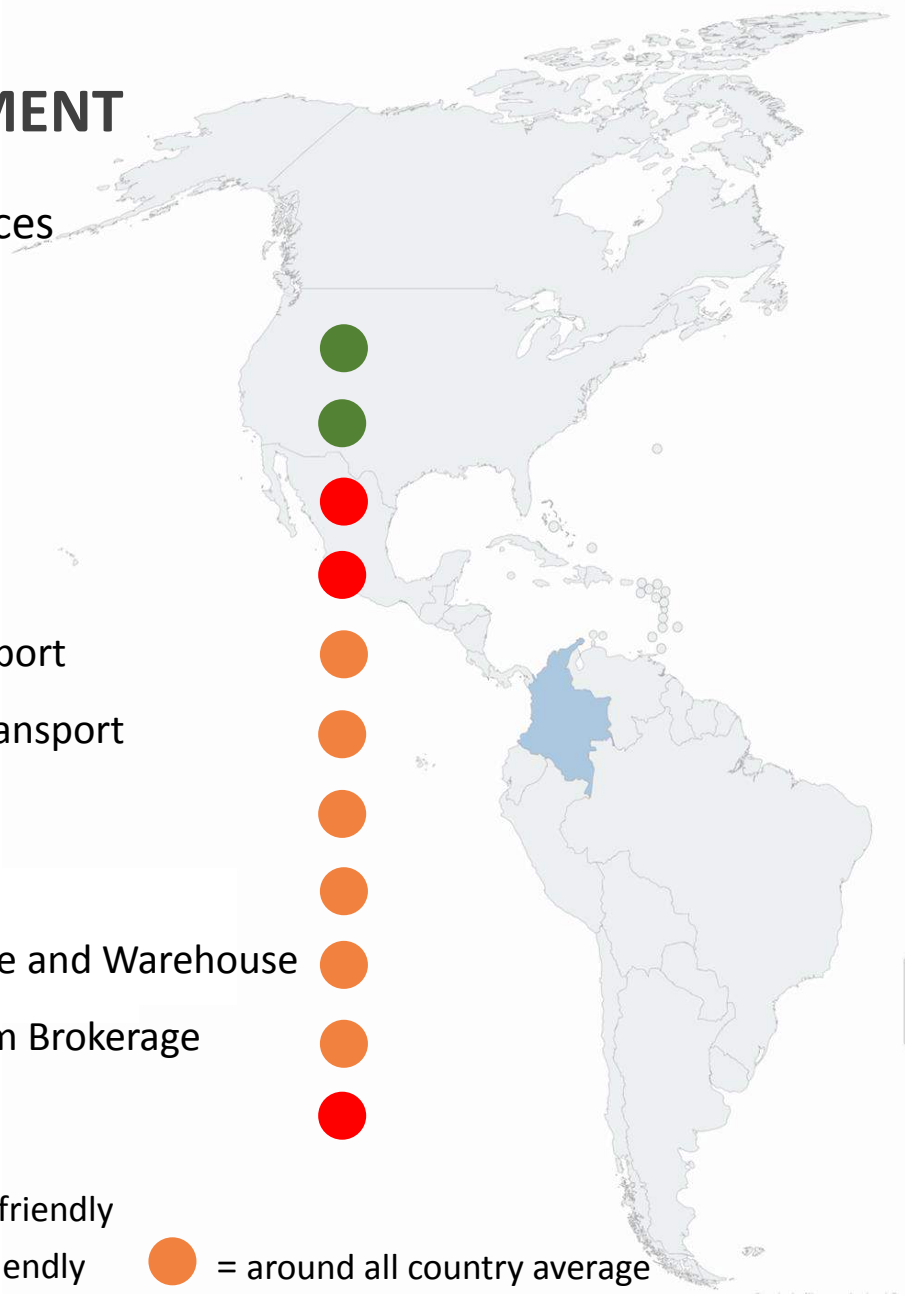 MENT
ces
port
ansport
e and Warehouse
m Brokerage
friendly
endly
= around all country average